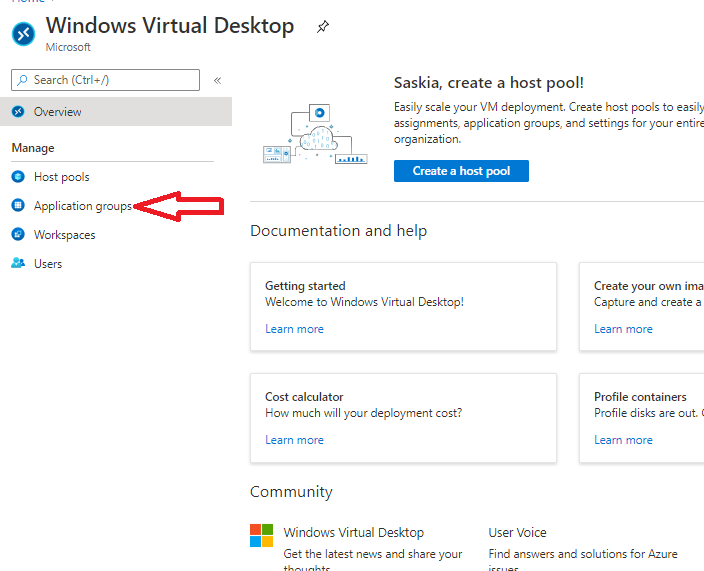 Home
Windows Virtual Desktop
Microsoft
Search (Ctrl+/)
«
Overview
Manage
Host pools
Application groups
Workspaces
Users
Saskia, create a host pool!
Easily scale your VM deployment. Create host pools to easily
assignments, application groups, and settings for your entire
organization.
Create a host pool
Documentation and help
Getting started
Welcome to Windows Virtual Desktop!
Learn more
Create your own ima
Capture and create a
Learn more
Cost calculator
How much will your deployment cost?
Learn more
Profile containers
Profile disks are out.
Learn more
Community
Windows Virtual Desktop
Get the latest news and share your
thoughts
User Voice
Find answers and solutions for Azure
issues